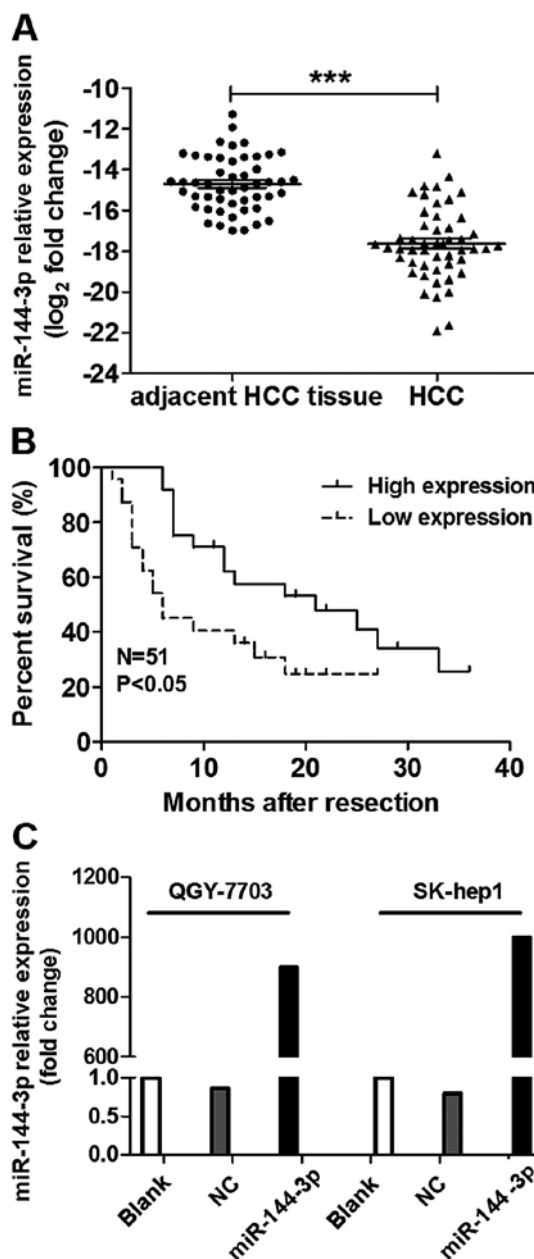 A
miR-144-3p relative expression
(log2 fold change)
***
-10
-12
-14
-16
-18
-20
-22
-24
adjacent HCC tissue
HCC
B
Percent survival (%)
100
80
60
40
20
0
High expression
Low expression
N=51
P<0.05
0
10
20
30
40
Months after resection
C
miR-144-3p relative expression
(fold change)
1200
1000
800
600
1.0
0.5
0.0
QGY-7703
SK-hep1
Blank
NC
miR-144-3p
Blank
NC
miR-144-3p